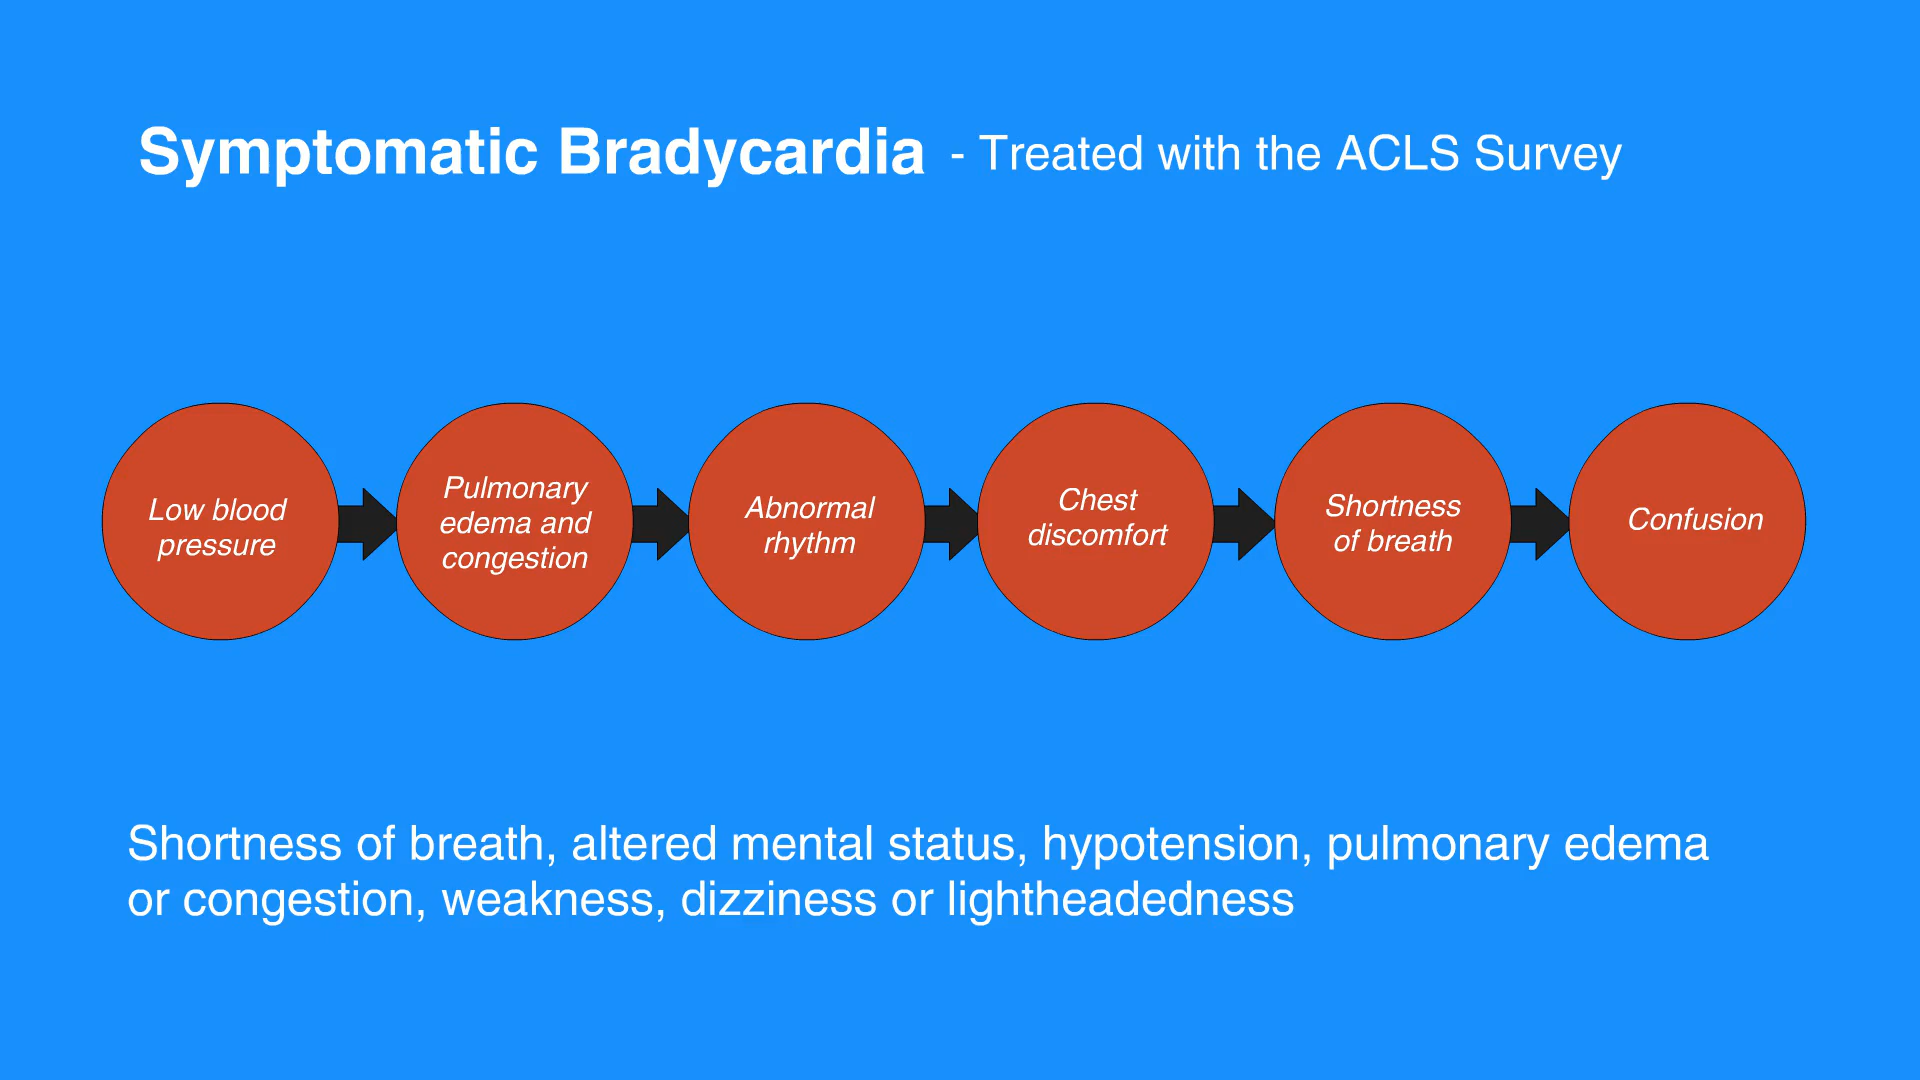 Symptomatic Bradycardia - Treated with the ACLS Survey
Low blood
pressure
Pulmonary
edema and
congestion
Abnormal
rhythm
Chest
discomfort
Shortness
of breath
Confusion
Shortness of breath, altered mental status, hypotension, pulmonary edema
or congestion, weakness, dizziness or lightheadedness